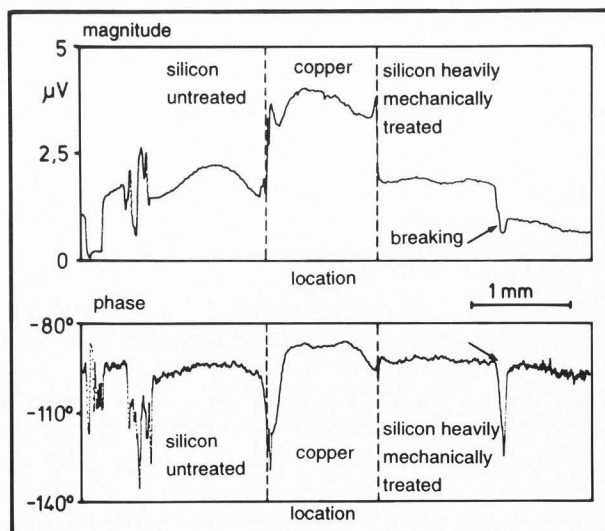 magnitude
5
µV
2,5
0
silicon
untreated
copper
silicon heavily
mechanically
treated
breaking
location
1 mm
phase
-80°
-110°
-140°
silicon
untreated
copper
silicon heavily
mechanically
treated
location